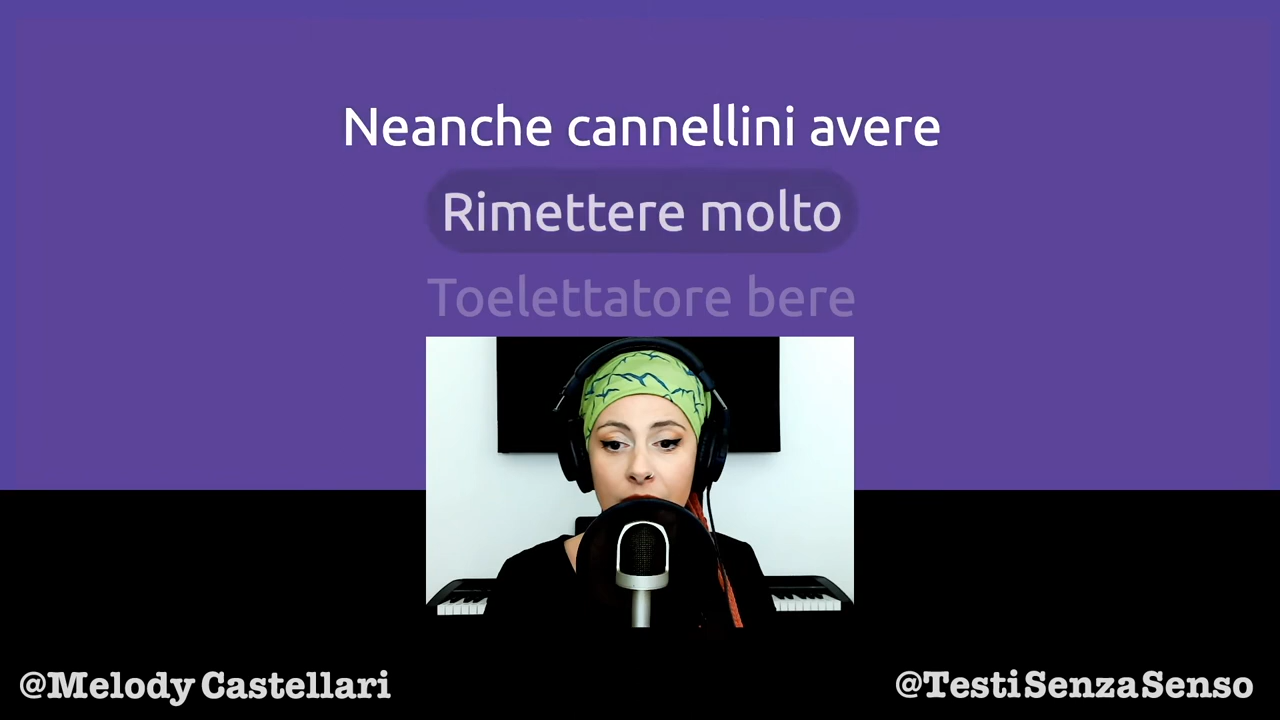 Neanche cannellini avere
Rimettere molto
Toelettatore bere
@Melody Castellari
@TestiSenzaSenso